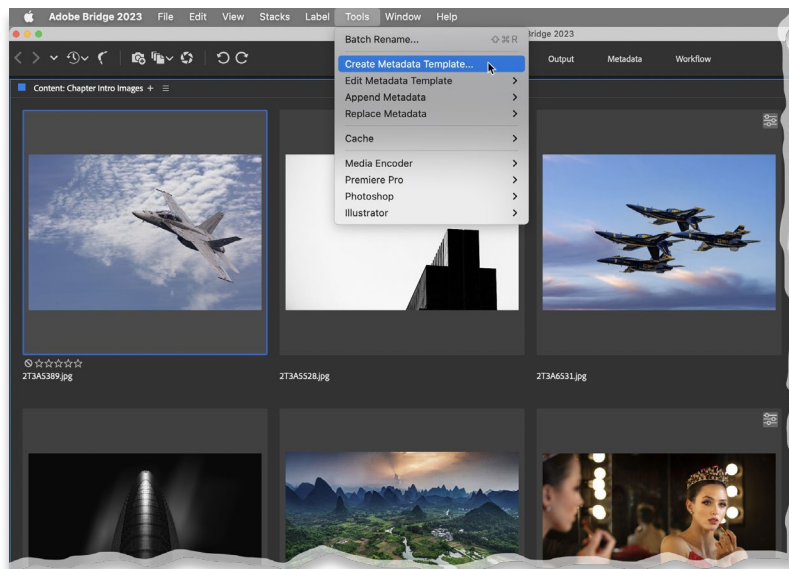 Adobe Bridge 2023 File Edit View Stacks Label Tools Window Help
Batch Rename... ⇧⌘R
ridge 2023
Create Metadata Template...
Output Metadata Workflow
Edit Metadata Template
Content: Chapter Intro Images
Append Metadata
Replace Metadata
Cache
Media Encoder
Premiere Pro
Photoshop
Illustrator
2T3A5389.jpg 2T3A5528.jpg 2T3A6531.jpg